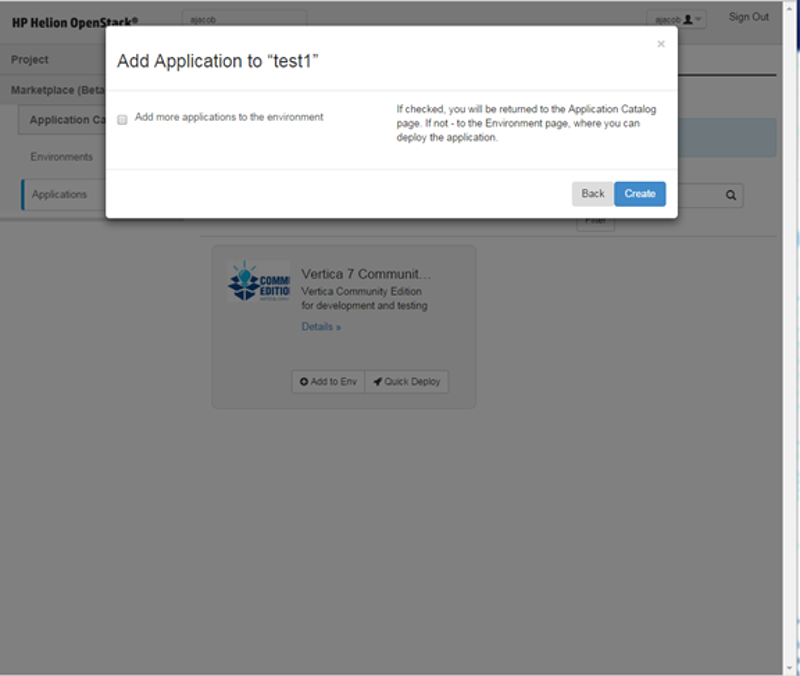 HP Helion OpenStack®
ajacob
ajacob
Sign Out
Project
Marketplace (Beta
Application Ca
Environments
Applications
Add Application to “test1”
×
Add more applications to the environment
If checked, you will be returned to the Application Catalog
page. If not - to the Environment page, where you can
deploy the application.
Back
Create
Filter
COMM
EDITIO
vertica.com
Vertica 7 Communit...
Vertica Community Edition
for development and testing
Details »
Add to Env
Quick Deploy